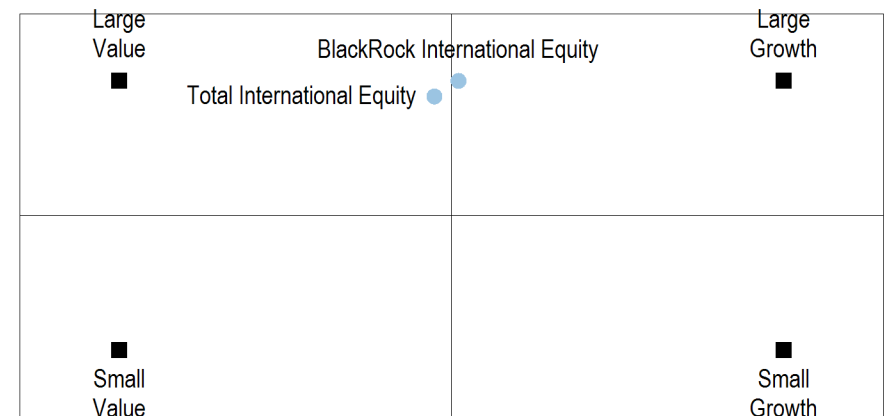 Large
Value
Large
Growth
BlackRock International Equity
Total International Equity
Small
Value
Small
Growth